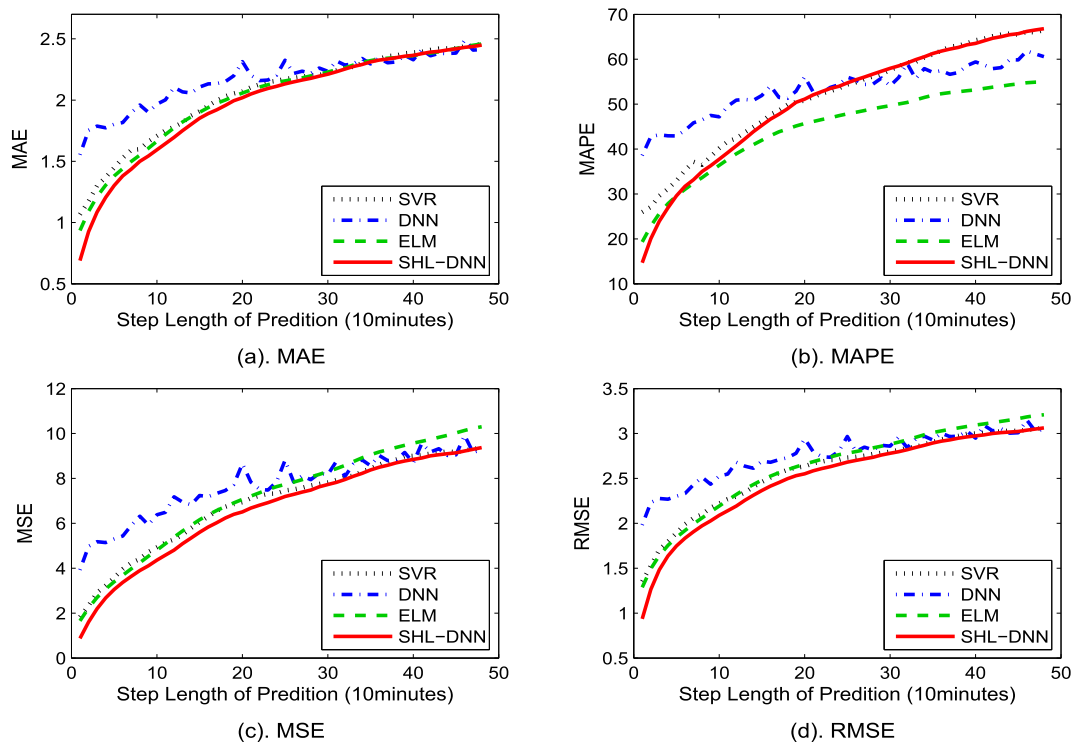 MAE
2.5
2
1.5
1
0.5
0 10 20 30 40 50
SVR
DNN
ELM
SHL-DNN
Step Length of Predition (10minutes)
(a). MAE
MAPE
70
60
50
40
30
20
10
0 10 20 30 40 50
SVR
DNN
ELM
SHL-DNN
Step Length of Predition (10minutes)
(b). MAPE
MSE
12
10
8
6
4
2
0
0 10 20 30 40 50
SVR
DNN
ELM
SHL-DNN
Step Length of Predition (10minutes)
(c). MSE
RMSE
3.5
3
2.5
2
1.5
1
0.5
0 10 20 30 40 50
SVR
DNN
ELM
SHL-DNN
Step Length of Predition (10minutes)
(d). RMSE